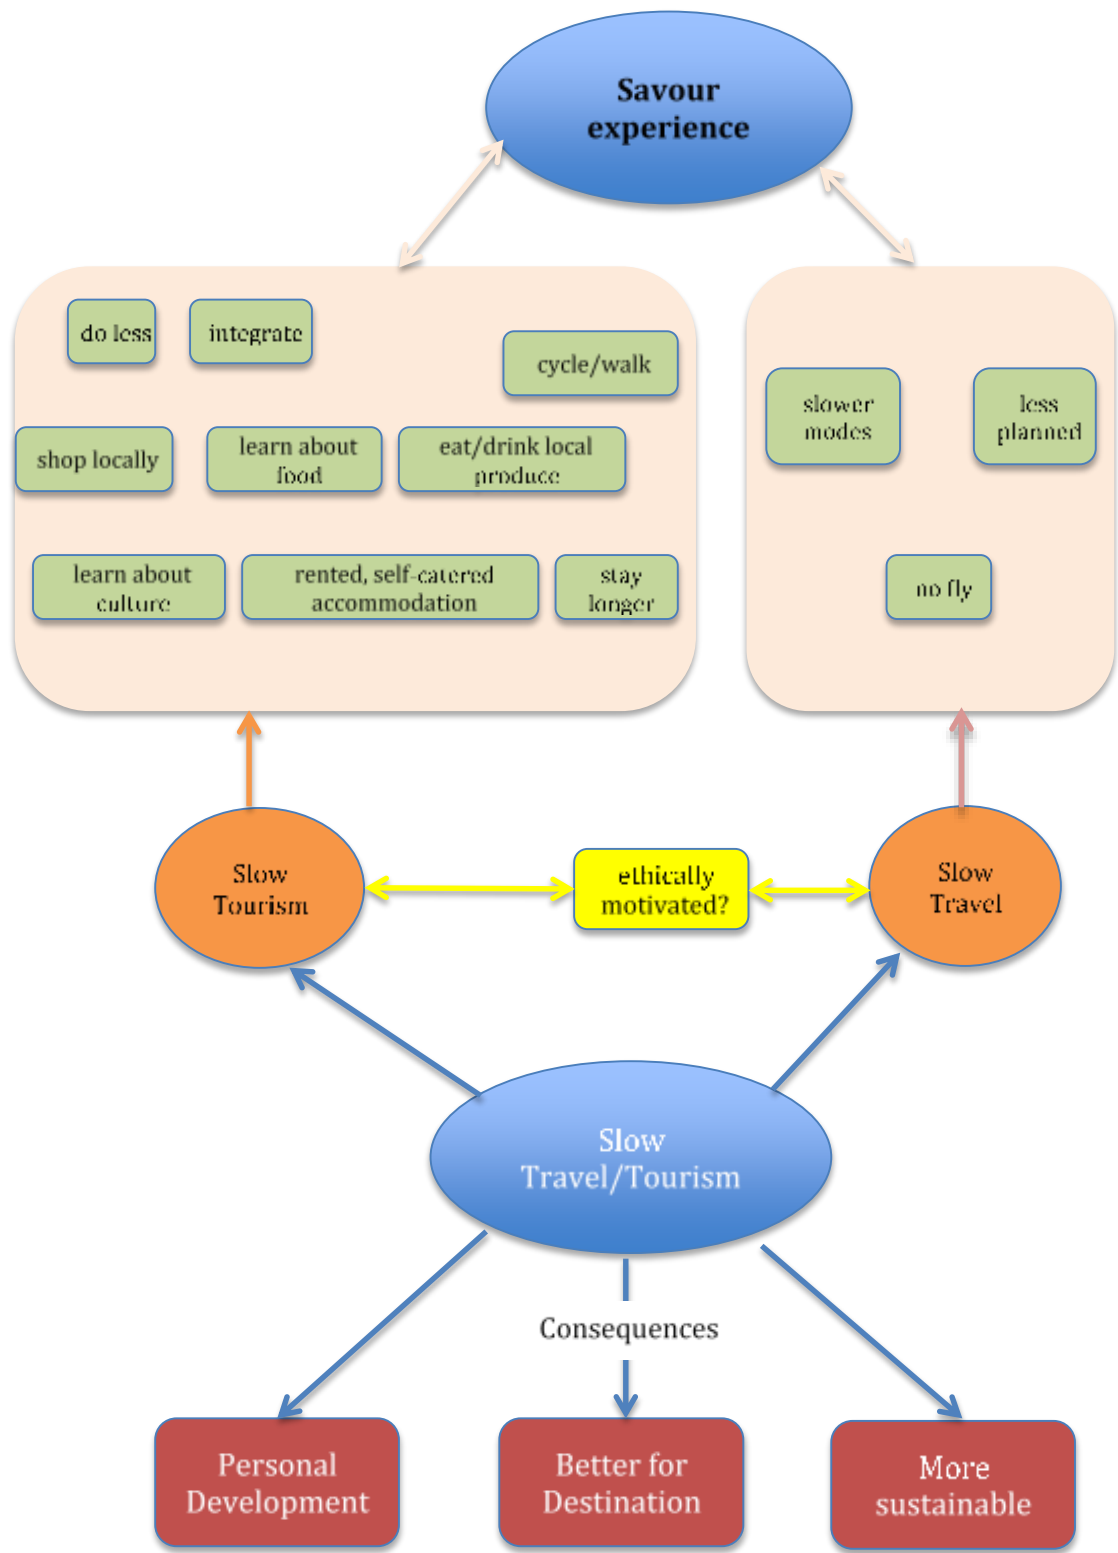 Savour
experience
do less
integrate
cycle/walk
slower
modes
less
planned
shop locally
learn about
food
eat/drink local
produce
learn about
culture
rented, self-catered
accommodation
stay
longer
no fly
Slow
Tourism
ethically
motivated?
Slow
Travel
Slow
Travel/Tourism
Consequences
Personal
Development
Better for
Destination
More
sustainable